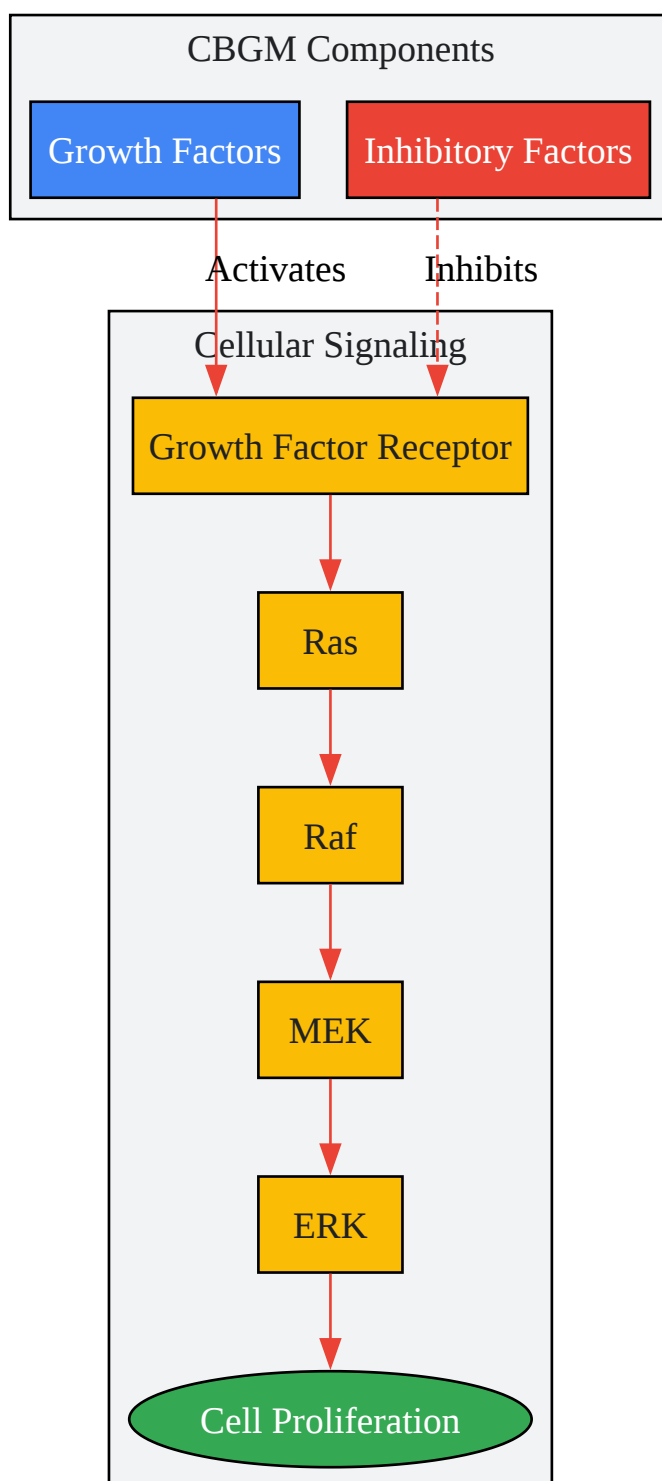 CBGM Components
Growth Factors
Inhibitory Factors
Activates
Inhibits
Cellular Signaling
Growth Factor Receptor
Ras
Raf
MEK
ERK
Cell Proliferation